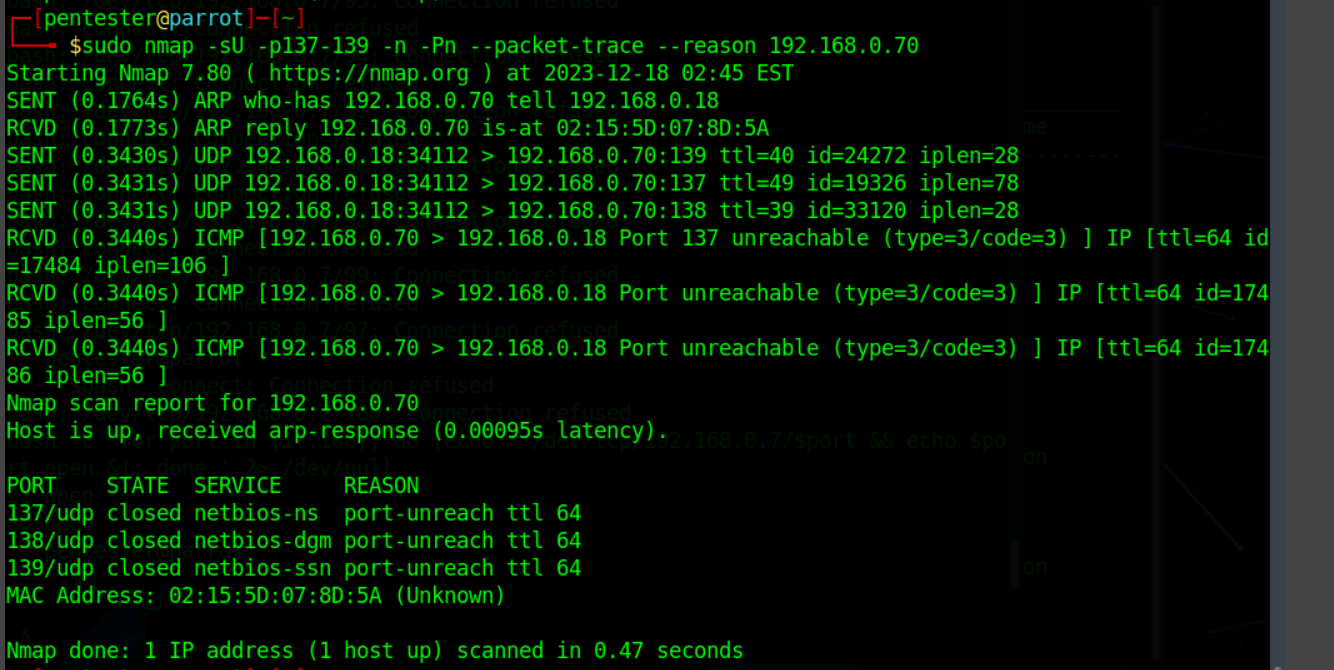 ┌─[pentester@parrot]─[~]
└──╼ $sudo nmap -sU -p137-139 -n -Pn --packet-trace --reason 192.168.0.70
Starting Nmap 7.80 ( https://nmap.org ) at 2023-12-18 02:45 EST
SENT (0.1764s) ARP who-has 192.168.0.70 tell 192.168.0.18
RCVD (0.1773s) ARP reply 192.168.0.70 is-at 02:15:5D:07:8D:5A
SENT (0.3430s) UDP 192.168.0.18:34112 > 192.168.0.70:139 ttl=40 id=24272 iplen=28
SENT (0.3431s) UDP 192.168.0.18:34112 > 192.168.0.70:137 ttl=49 id=19326 iplen=78
SENT (0.3431s) UDP 192.168.0.18:34112 > 192.168.0.70:138 ttl=39 id=33120 iplen=28
RCVD (0.3440s) ICMP [192.168.0.70 > 192.168.0.18 Port 137 unreachable (type=3/code=3) ] IP [ttl=64 id
=17484 iplen=106 ]
RCVD (0.3440s) ICMP [192.168.0.70 > 192.168.0.18 Port unreachable (type=3/code=3) ] IP [ttl=64 id=174
85 iplen=56 ]
RCVD (0.3440s) ICMP [192.168.0.70 > 192.168.0.18 Port unreachable (type=3/code=3) ] IP [ttl=64 id=174
86 iplen=56 ]
Nmap scan report for 192.168.0.70
Host is up, received arp-response (0.00095s latency).
PORT    STATE  SERVICE     REASON
137/udp closed netbios-ns  port-unreach ttl 64
138/udp closed netbios-dgm port-unreach ttl 64
139/udp closed netbios-ssn port-unreach ttl 64
MAC Address: 02:15:5D:07:8D:5A (Unknown)
Nmap done: 1 IP address (1 host up) scanned in 0.47 seconds